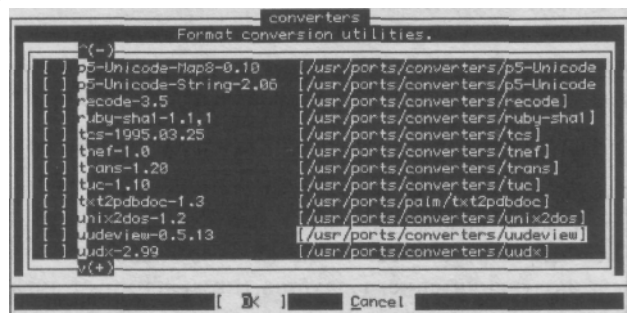 converters
Format conversion utilities.
^(-)
[ ] p5-Unicode-Map8-0.10 [/usr/ports/converters/p5-Unicode
[ ] p5-Unicode-String-2.06 [/usr/ports/converters/p5-Unicode
[ ] recode-3.5 [/usr/ports/converters/recode]
[ ] ruby-sha1-1.1,1 [/usr/ports/converters/ruby-sha1]
[ ] tcs-1995.03.25 [/usr/ports/converters/tcs]
[ ] tnef-1.0 [/usr/ports/converters/tnef]
[ ] trans-1.20 [/usr/ports/converters/trans]
[ ] tuc-1.10 [/usr/ports/converters/tuc]
[ ] txt2pdbdoc-1.3 [/usr/ports/palm/txt2pdbdoc]
[ ] unix2dos-1.2 [/usr/ports/converters/unix2dos]
[ ] uudeview-0.5.13 [/usr/ports/converters/uudeview]
[ ] uudx-2.99 [/usr/ports/converters/uudx]
v(+)
[ OK ] Cancel